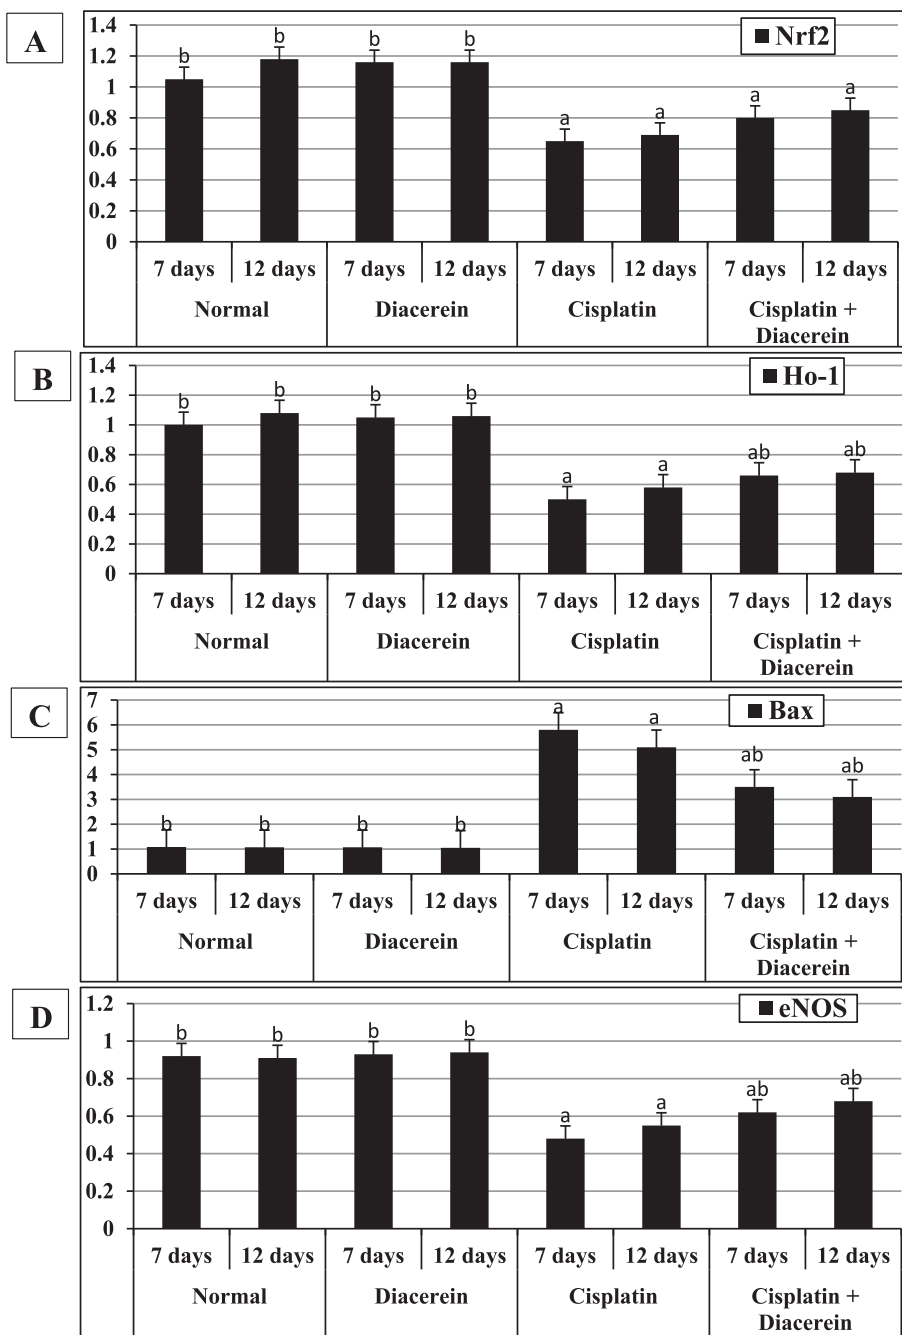 A
Nrf2
1.4
1.2
1
0.8
0.6
0.4
0.2
0
b b b b a a a a
7 days 12 days 7 days 12 days 7 days 12 days 7 days 12 days
Normal Diacerein Cisplatin Cisplatin +
Diacerein
B
Ho-1
1.4
1.2
1
0.8
0.6
0.4
0.2
0
b b b b a a ab ab
7 days 12 days 7 days 12 days 7 days 12 days 7 days 12 days
Normal Diacerein Cisplatin Cisplatin +
Diacerein
C
Bax
7
6
5
4
3
2
1
0
b b b b a a ab ab
7 days 12 days 7 days 12 days 7 days 12 days 7 days 12 days
Normal Diacerein Cisplatin Cisplatin +
Diacerein
D
eNOS
1.2
1
0.8
0.6
0.4
0.2
0
b b b b a a ab ab
7 days 12 days 7 days 12 days 7 days 12 days 7 days 12 days
Normal Diacerein Cisplatin Cisplatin +
Diacerein